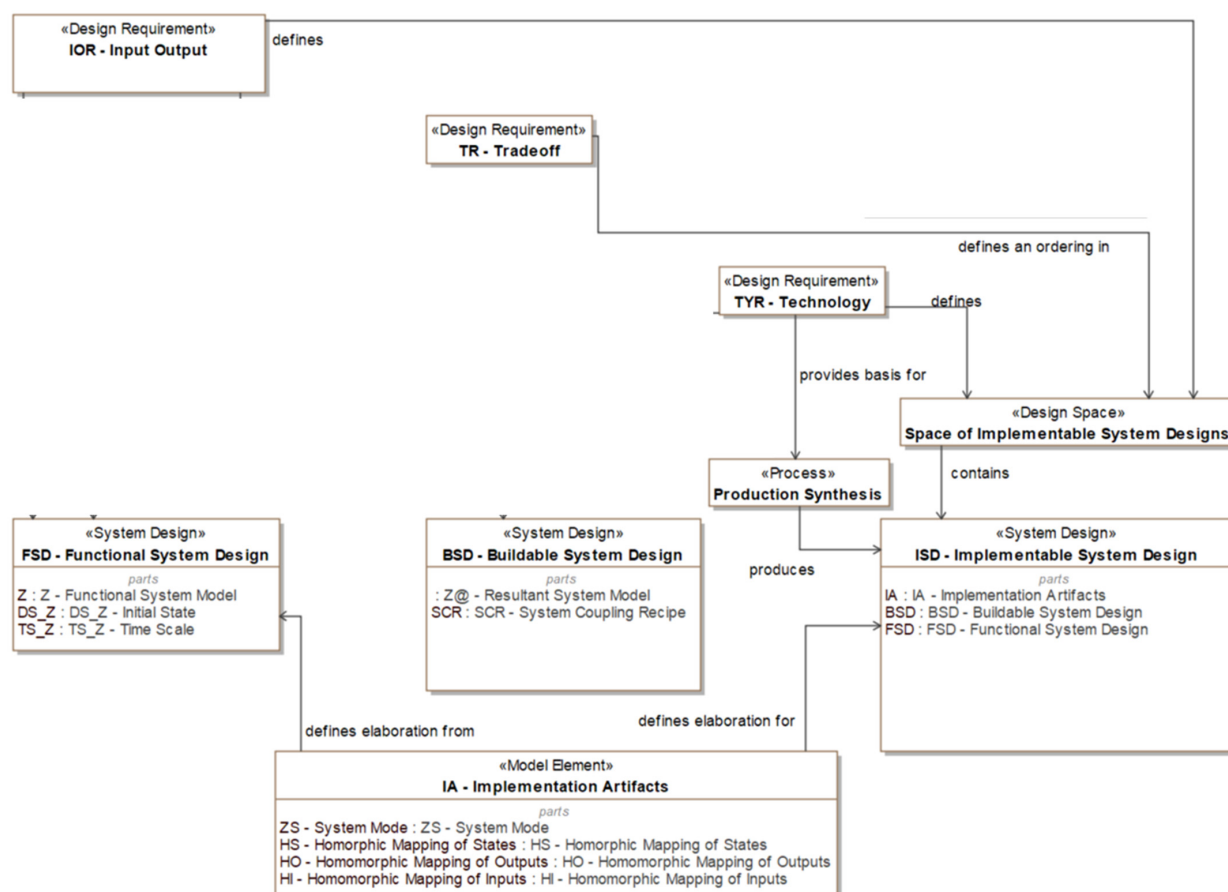 «Design Requirement»
IOR - Input Output
defines
«Design Requirement»
TR - Tradeoff
defines an ordering in
«Design Requirement»
TYR - Technology
defines
provides basis for
«Design Space»
Space of Implementable System Designs
«Process»
Production Synthesis
contains
«System Design»
FSD - Functional System Design
parts
Z : Z - Functional System Model
DS_Z : DS_Z - Initial State
TS_Z : TS_Z - Time Scale
«System Design»
BSD - Buildable System Design
parts
: Z@ - Resultant System Model
SCR : SCR - System Coupling Recipe
produces
«System Design»
ISD - Implementable System Design
parts
IA : IA - Implementation Artifacts
BSD : BSD - Buildable System Design
FSD : FSD - Functional System Design
defines elaboration from
defines elaboration for
«Model Element»
IA - Implementation Artifacts
parts
ZS - System Mode : ZS - System Mode
HS - Homorphic Mapping of States : HS - Homorphic Mapping of States
HO - Homomorphic Mapping of Outputs : HO - Homomorphic Mapping of Outputs
HI - Homomorphic Mapping of Inputs : HI - Homomorphic Mapping of Inputs